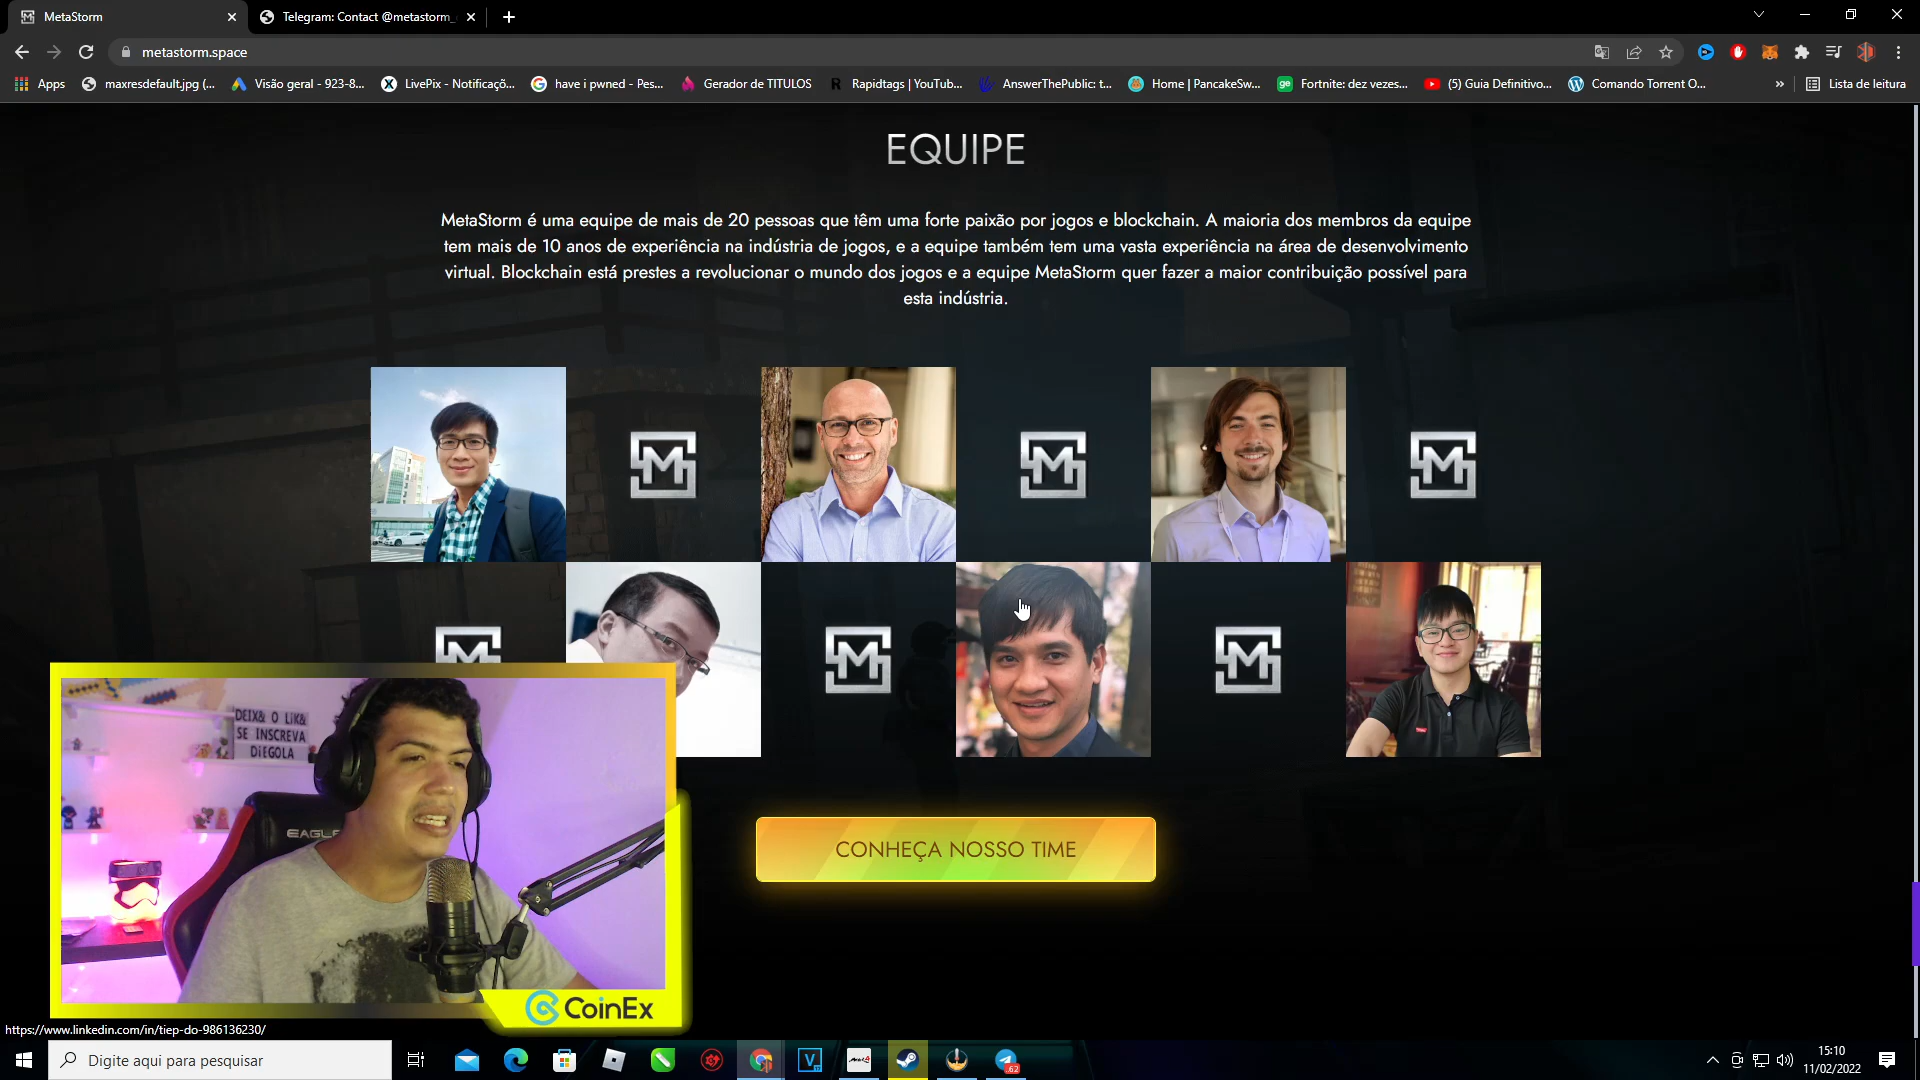 MetaStorm
Telegram: Contact @metastorm_
metastorm.space
Apps
maxresdefault.jpg (...
Visão geral - 923-8...
LivePix - Notificaçõ...
have i pwned - Pes...
Gerador de TITULOS
Rapidtags | YouTub...
AnswerThePublic: t...
Home | PancakeSw...
Fortnite: dez vezes...
(5) Guia Definitivo...
Comando Torrent O...
»
Lista de leitura
EQUIPE
MetaStorm é uma equipe de mais de 20 pessoas que têm uma forte paixão por jogos e blockchain. A maioria dos membros da equipe
tem mais de 10 anos de experiência na indústria de jogos, e a equipe também tem uma vasta experiência na área de desenvolvimento
virtual. Blockchain está prestes a revolucionar o mundo dos jogos e a equipe MetaStorm quer fazer a maior contribuição possível para
esta indústria.
DEIX& O LIK&
SE INSCREVA
DiEGOLA
CONHEÇA NOSSO TIME
CoinEx
https://www.linkedin.com/in/tiep-do-986136230/
Digite aqui para pesquisar
62
15:10
11/02/2022